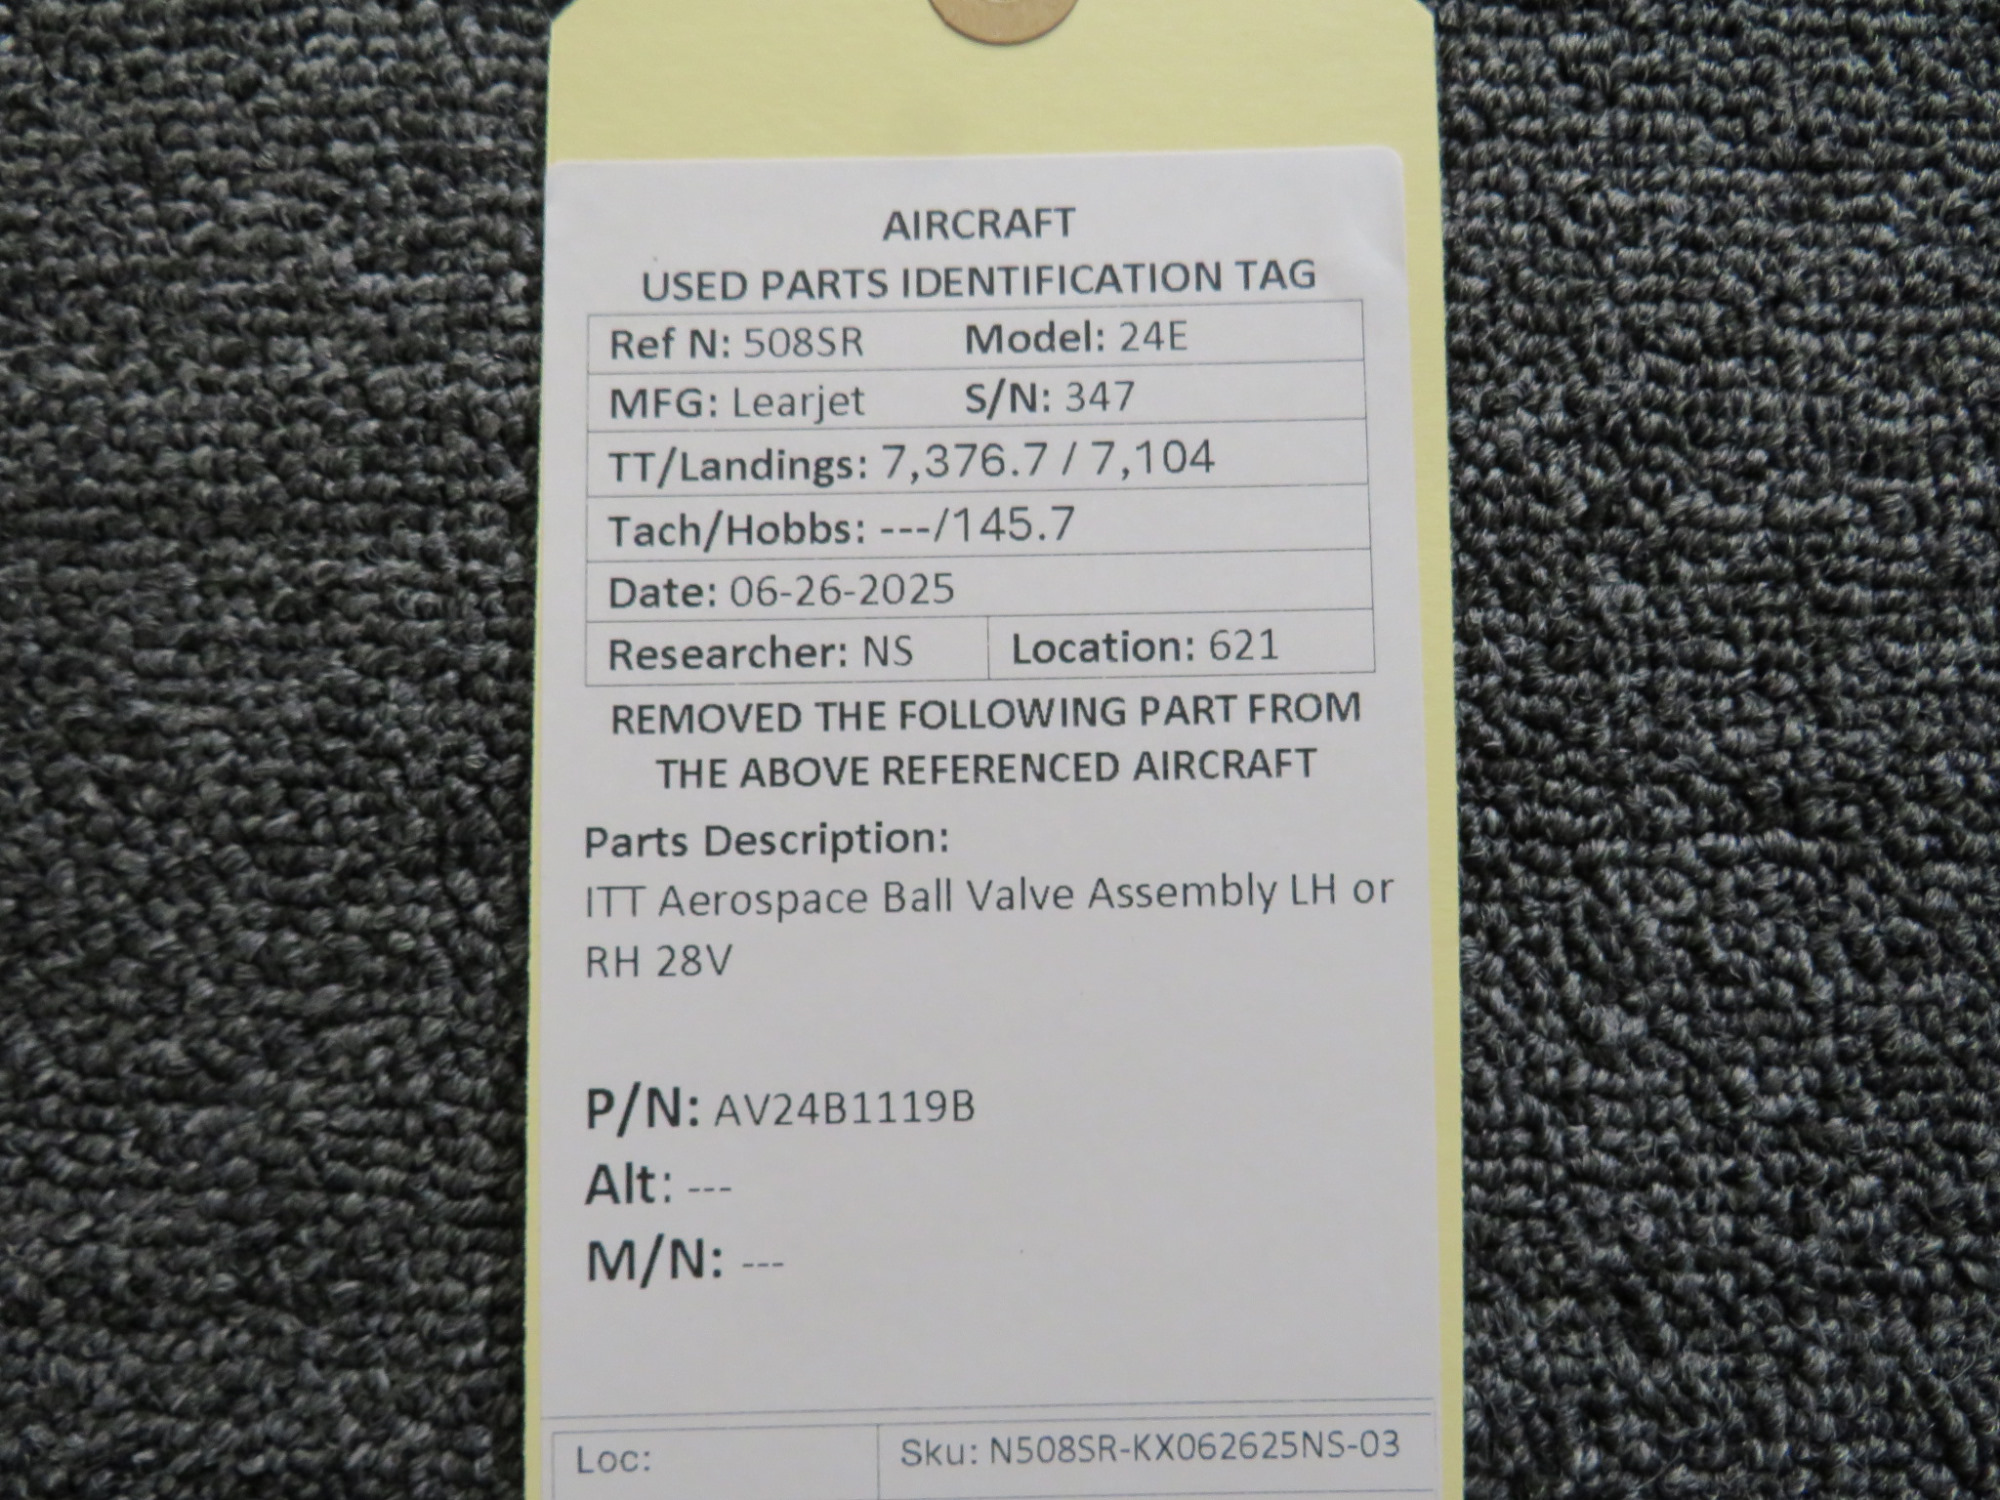 AIRCRAFT
USED PARTS IDENTIFICATION TAG
Ref N: 508SR Model: 24E
MFG: Learjet S/N: 347
TT/Landings: 7,376.7 / 7,104
Tach/Hobbs: ---/145.7
Date: 06-26-2025
Researcher: NS Location: 621
REMOVED THE FOLLOWING PART FROM
THE ABOVE REFERENCED AIRCRAFT
Parts Description:
ITT Aerospace Ball Valve Assembly LH or
RH 28V
P/N: AV24B1119B
Alt: ---
M/N: ---
Loc: Sku: N508SR-KX062625NS-03